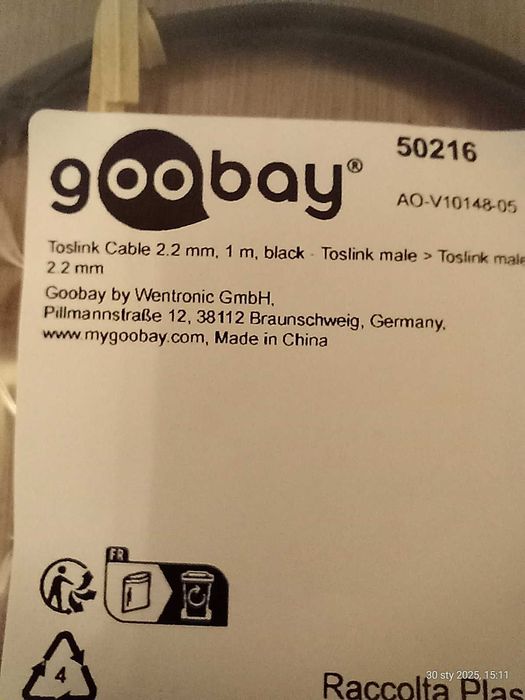 goobay®
50216
AO-V10148-05
Toslink Cable 2.2 mm, 1 m, black - Toslink male > Toslink male
2.2 mm
Goobay by Wentronic GmbH,
Pillmannstraße 12, 38112 Braunschweig, Germany,
www.mygoobay.com, Made in China
FR
4
Raccolta Plas
30 sty 2025, 15:11